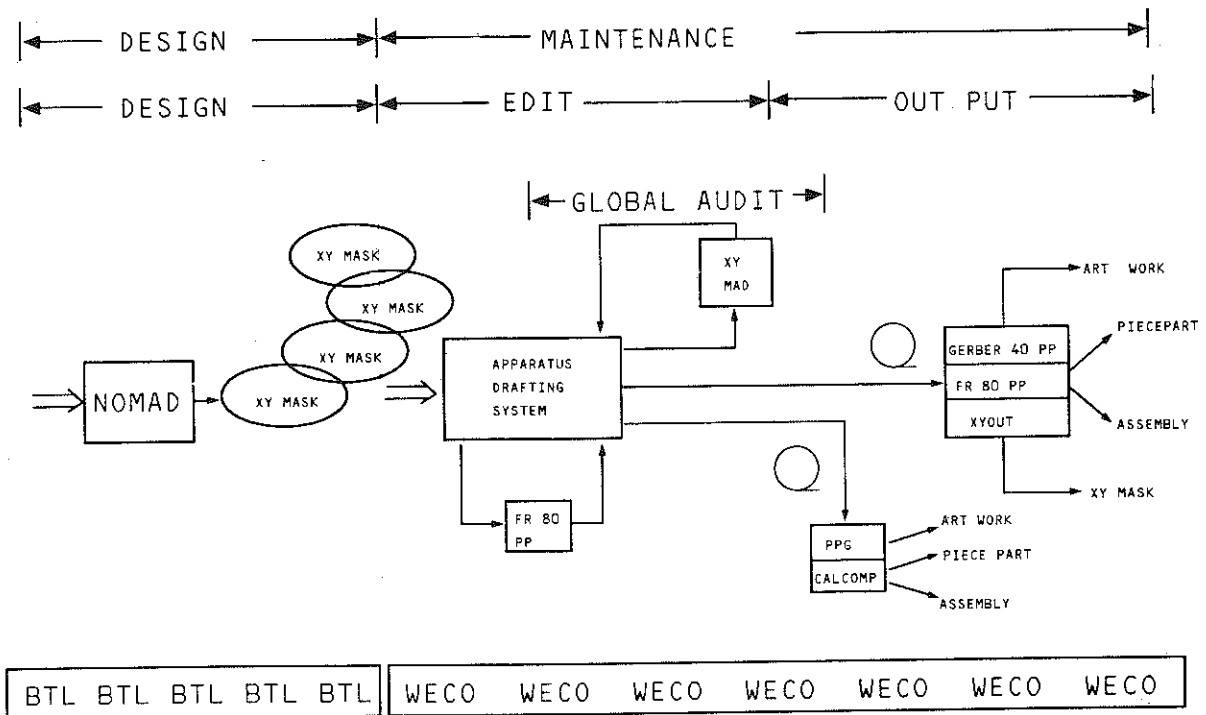 DESIGN MAINTENANCE
DESIGN EDIT OUT PUT
GLOBAL AUDIT
XY MASK
XY MASK
XY MASK
XY MASK
NOMAD
XY
MAD
APPARATUS
DRAFTING
SYSTEM
FR 80
PP
ART WORK
PIECEPART
GERBER 40 PP
FR 80 PP
XYOUT
ASSEMBLY
XY MASK
PPG
CALCOMP
ART WORK
PIECE PART
ASSEMBLY
BTL BTL BTL BTL BTL WECO WECO WECO WECO WECO WECO WECO